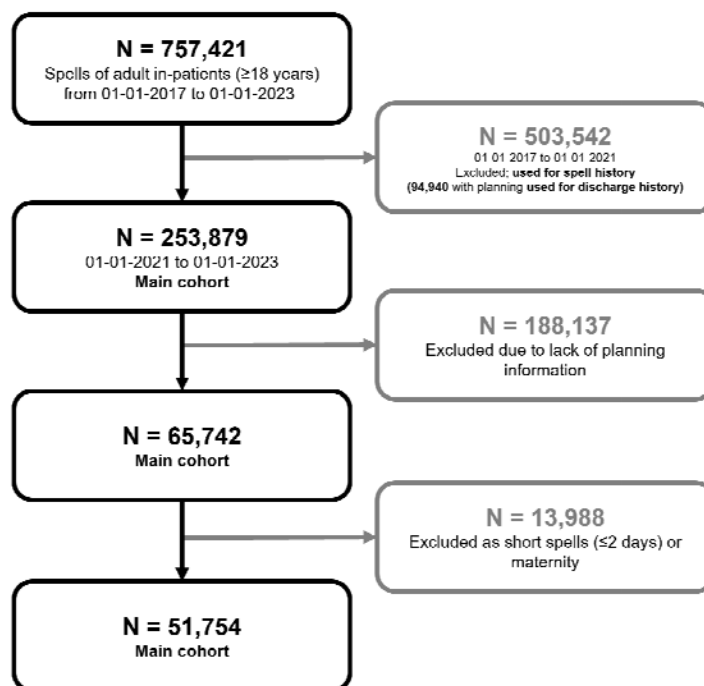 N = 757,421
Spells of adult in-patients (≥18 years)
from 01-01-2017 to 01-01-2023
N = 503,542
01-01-2017 to 01-01-2021
Excluded; used for spell history
(94,940 with planning used for discharge history)
N = 253,879
01-01-2021 to 01-01-2023
Main cohort
N = 188,137
Excluded due to lack of planning
information
N = 65,742
Main cohort
N = 13,988
Excluded as short spells (≤2 days) or
maternity
N = 51,754
Main cohort